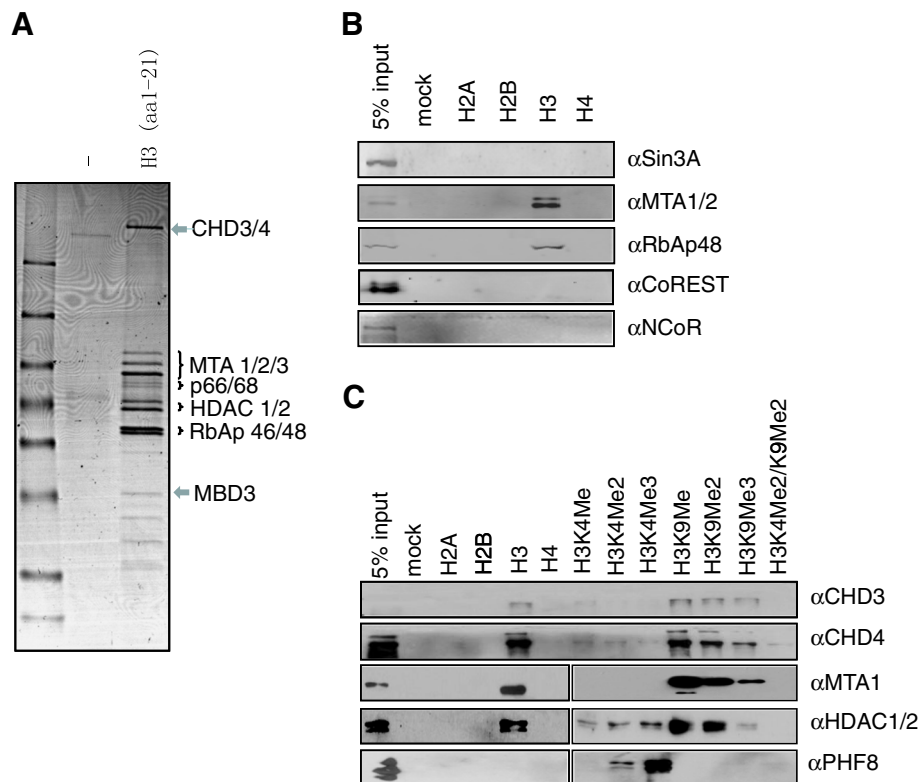 A
–
H3 (aa1-21)
CHD3/4
MTA 1/2/3
p66/68
HDAC 1/2
RbAp 46/48
MBD3
B
5% input
mock
H2A
H2B
H3
H4
αSin3A
αMTA1/2
αRbAp48
αCoREST
αNCoR
C
5% input
mock
H2A
H2B
H3
H4
H3K4Me
H3K4Me2
H3K4Me3
H3K9Me
H3K9Me2
H3K9Me3
H3K4Me2/K9Me2
αCHD3
αCHD4
αMTA1
αHDAC1/2
αPHF8